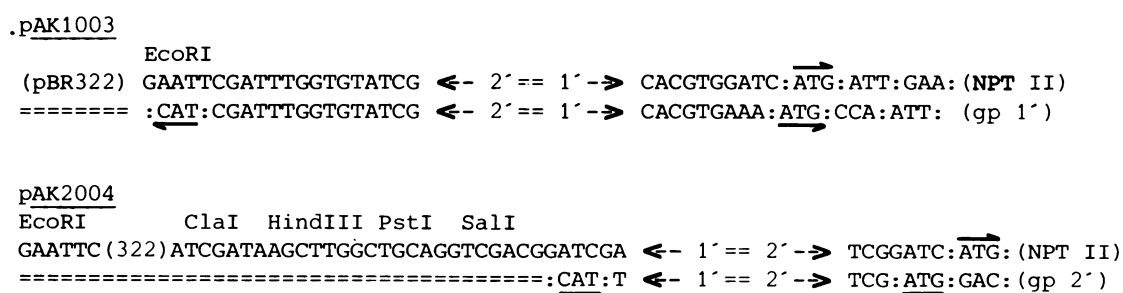 .pAK1003
EcoRI
(pBR322) GAATTCGATTTGGTGTATCG <-- 2´== 1´--> CACGTGGATC:ATG:ATT:GAA:(NPT II)
======== :CAT:CGATTTGGTGTATCG <-- 2´== 1´--> CACGTGAAA:ATG:CCA:ATT: (gp 1´)
pAK2004
EcoRI ClaI HindIII PstI SalI
GAATTC(322)ATCGATAAGCTTGGCTGCAGGTCGACGGATCGA <-- 1´== 2´--> TCGGATC:ATG:(NPT II)
=====================================:CAT:T <-- 1´== 2´--> TCG:ATG:GAC:(gp 2´)